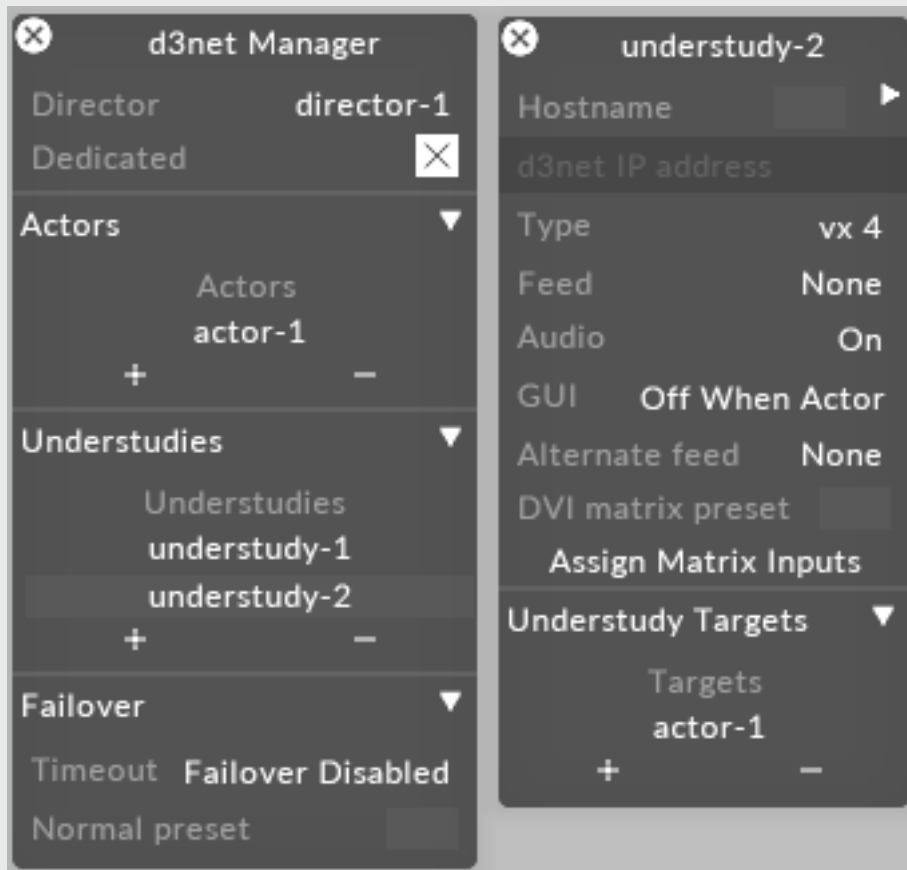 d3net Manager
Director director-1
Dedicated
Actors
Actors
actor-1
+ −
Understudies
Understudies
understudy-1
understudy-2
+ −
Failover
Timeout Failover Disabled
Normal preset
understudy-2
Hostname
d3net IP address
Type vx 4
Feed None
Audio On
GUI Off When Actor
Alternate feed None
DVI matrix preset
Assign Matrix Inputs
Understudy Targets
Targets
actor-1
+ −